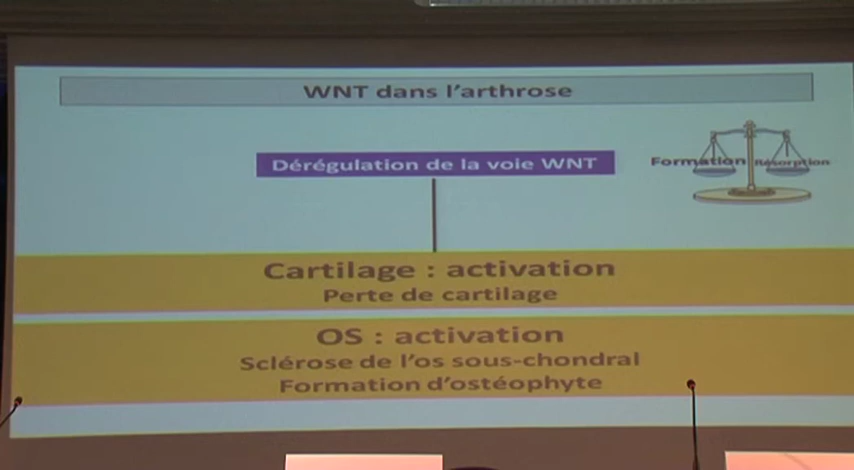 WNT dans l'arthrose
Dérégulation de la voie WNT
Formation Résorption
Cartilage : activation
Perte de cartilage
OS : activation
Sclérose de l'os sous-chondral
Formation d'ostéophyte